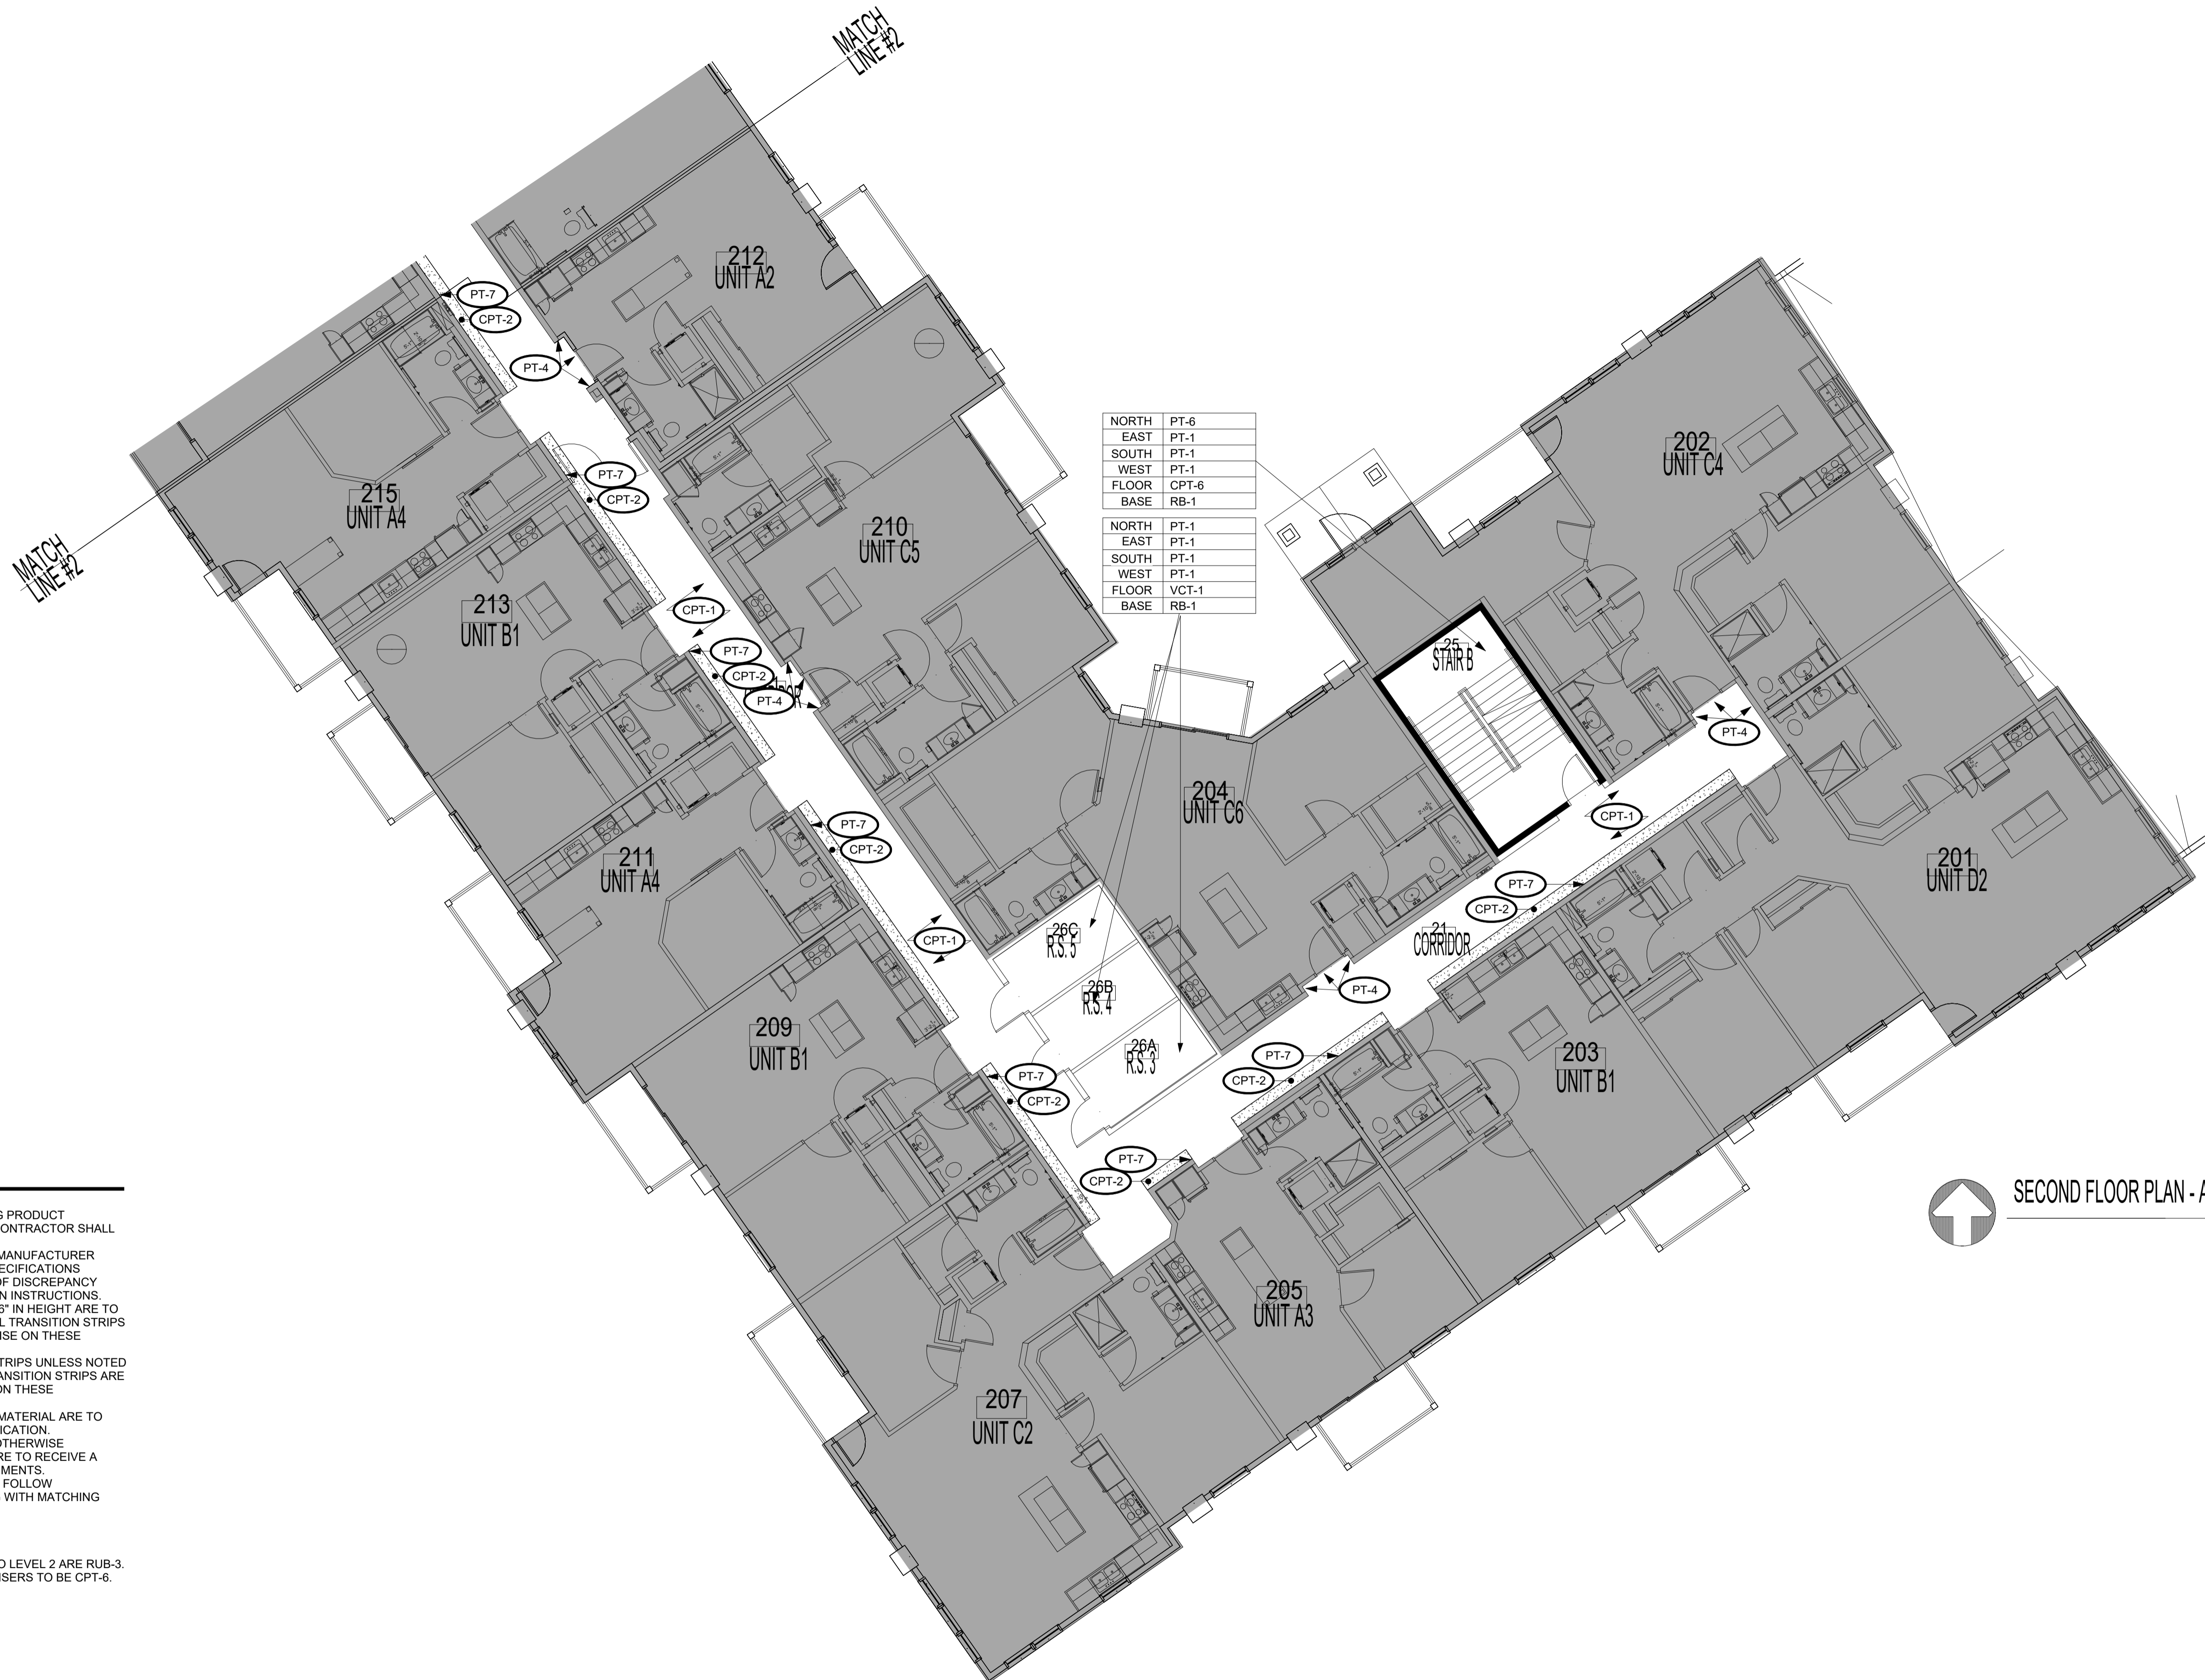 MATCH
LINE #2
212
UNIT A2
PT-7
CPT-2
PT-4
NORTH PT-6
EAST PT-1
SOUTH PT-1
WEST PT-1
FLOOR CPT-6
BASE RB-1
NORTH PT-1
EAST PT-1
SOUTH PT-1
WEST PT-1
FLOOR VCT-1
BASE RB-1
202
UNIT C4
PT-7
CPT-2
215
UNIT A4
210
UNIT C5
MATCH
LINE #2
213
UNIT B1
CPT-1
PT-7
CPT-2
PT-4
25
STAIR B
PT-4
204
UNIT C6
CPT-1
PT-7
CPT-2
211
UNIT A4
201
UNIT D2
PT-7
CPT-2
CPT-1
26C
R.S. 5
21
CORRIDOR
26B
R.S. 4
PT-4
209
UNIT B1
26A
R.S. 3
PT-7
CPT-2
203
UNIT B1
PT-7
CPT-2
PT-7
CPT-2
SECOND FLOOR PLAN - A
205
UNIT A3
207
UNIT C2
G PRODUCT
CONTRACTOR SHALL
MANUFACTURER
ECIFICATIONS
OF DISCREPANCY
N INSTRUCTIONS.
6" IN HEIGHT ARE TO
L TRANSITION STRIPS
ISE ON THESE
TRIPS UNLESS NOTED
ANSITION STRIPS ARE
ON THESE
MATERIAL ARE TO
ICATION.
OTHERWISE
RE TO RECEIVE A
MENTS.
FOLLOW
WITH MATCHING
O LEVEL 2 ARE RUB-3.
ISERS TO BE CPT-6.